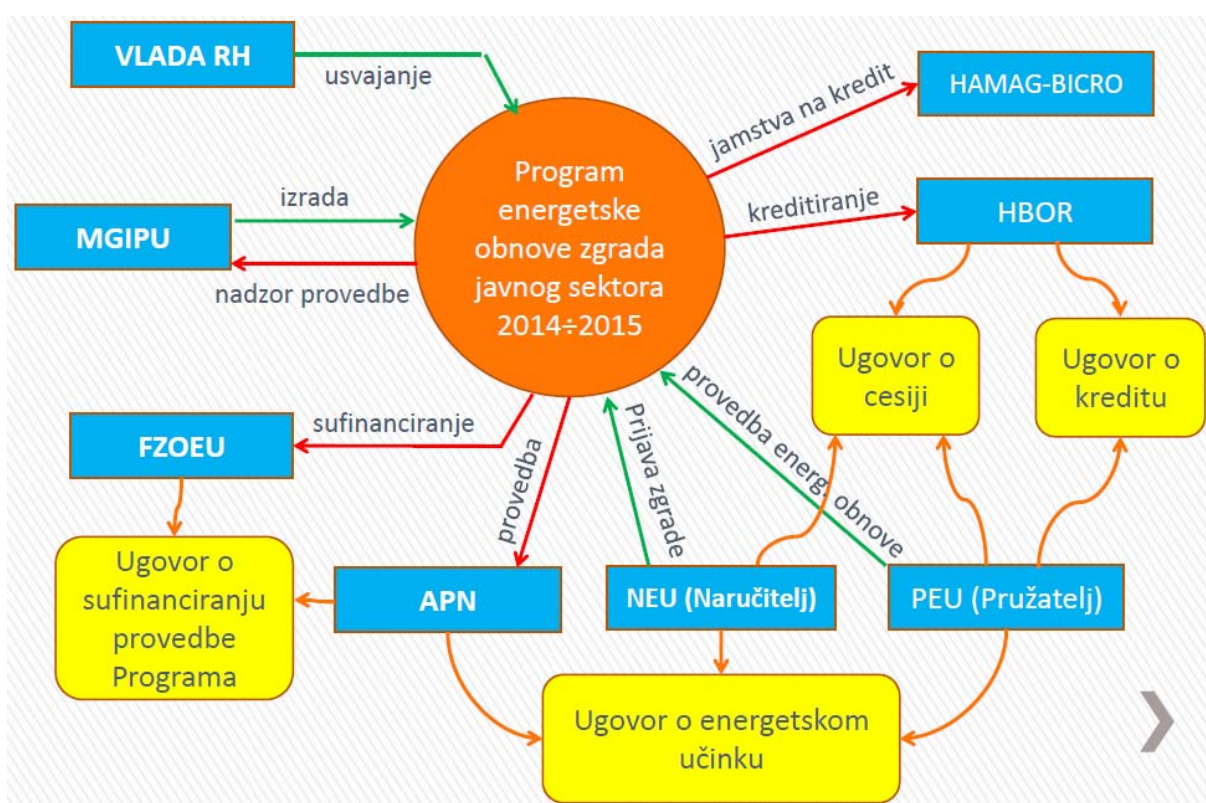 VLADA RH
usvajanje
HAMAG-BICRO
jamstva na kredit
Program
energetske
obnove zgrada
javnog sektora
2014÷2015
izrada
MGIPU
nadzor provedbe
kreditiranje
HBOR
Ugovor o
cesiji
Ugovor o
kreditu
sufinanciranje
FZOEU
provedba
Prijava zgrade
provedba energ. obnove
Ugovor o
sufinanciranju
provedbe
Programa
APN
NEU (Naručitelj)
PEU (Pružatelj)
Ugovor o energetskom
učinku